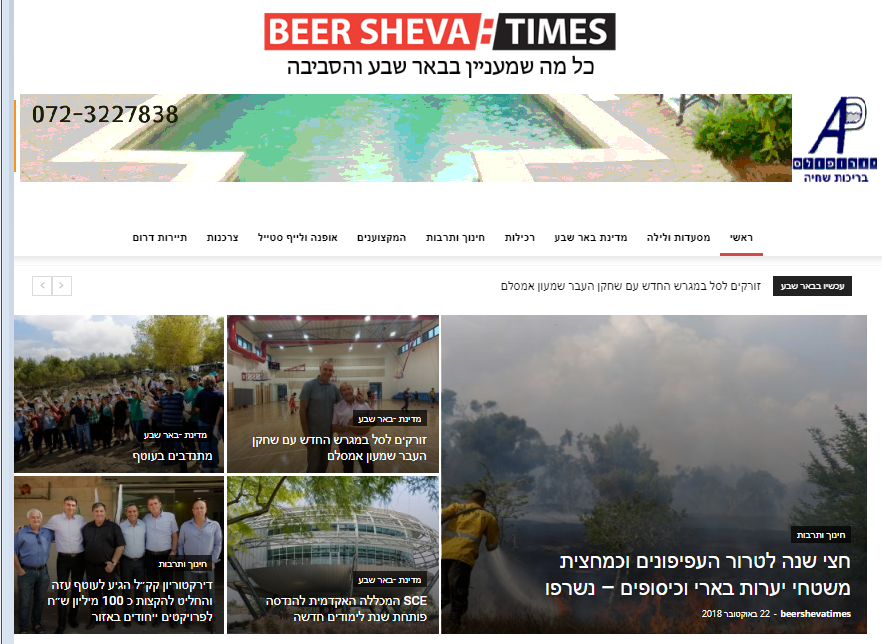 BEER SHEVA TIMES
כל מה שמעניין בבאר שבע והסביבה
072-3227838
AP
יורופולס
בריכות שחיה
ראשי
מסעדות ולילה
מדינת באר שבע
רכילות
חינוך ותרבות
המקצוענים
אופנה ולייף סטייל
צרכנות
תיירות דרום
עכשיו בבאר שבע
זורקים לסל במגרש החדש עם שחקן העבר שמעון אמסלם
חינוך ותרבות
חצי שנה לטרור העפיפונים וכמחצית
משטחי יערות בארי וכיסופים – נשרפו
beershevatimes - 22 באוקטובר 2018
מדינת -באר שבע
זורקים לסל במגרש החדש עם שחקן
העבר שמעון אמסלם
מדינת -באר שבע
מתנדבים בעוטף
מדינת -באר שבע
SCE המכללה האקדמית להנדסה
פותחת שנת לימודים חדשה
חינוך ותרבות
דירקטוריון קק"ל הגיע לעוטף עזה
והחליט להקצות כ 100 מיליון ש"ח
לפרויקטים ייחודים באזור